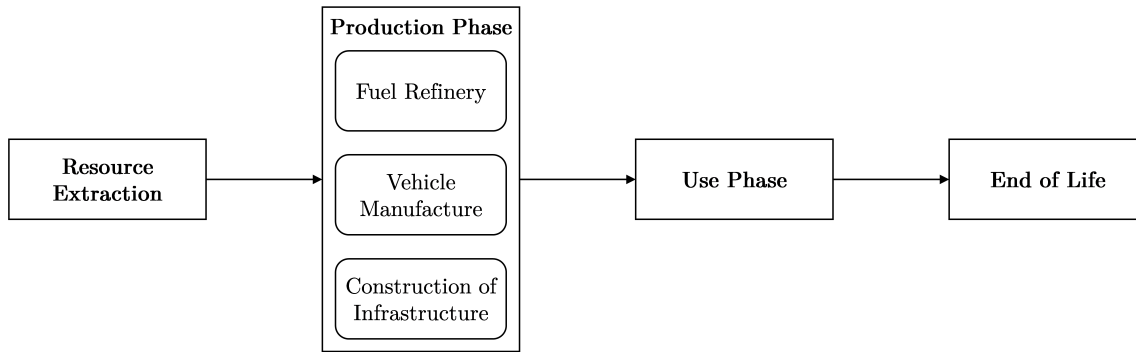 Resource
Extraction
Production Phase
Fuel Refinery
Vehicle
Manufacture
Construction of
Infrastructure
Use Phase
End of Life